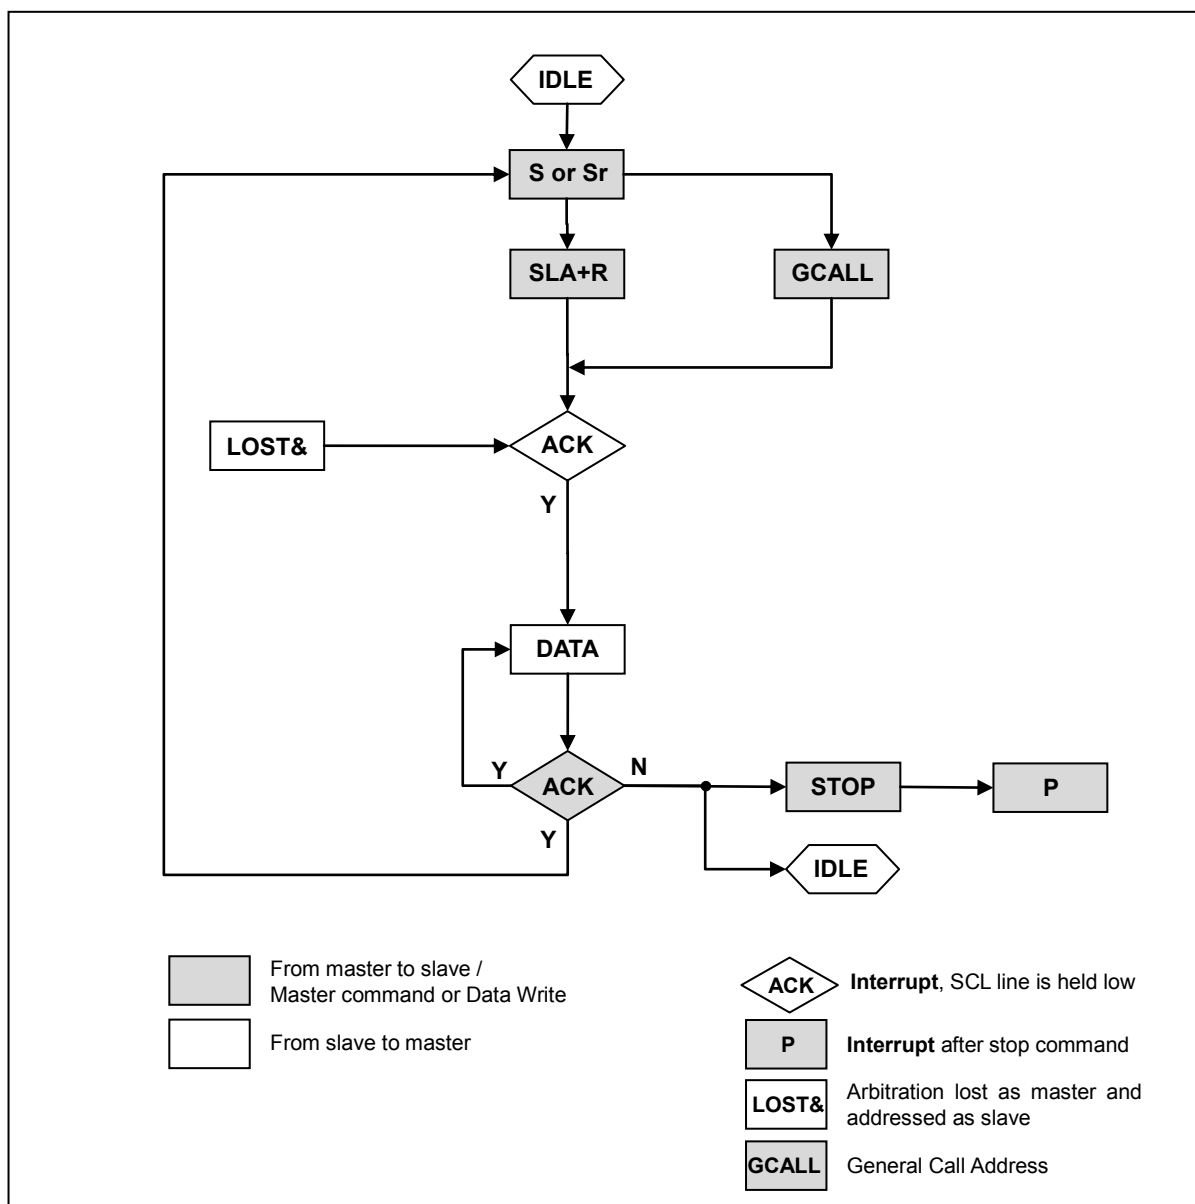 IDLE
S or Sr
SLA+R
GCALL
LOST&
ACK
Y
DATA
Y
ACK
N
STOP
P
Y
IDLE
From master to slave /
Master command or Data Write
From slave to master
ACK
Interrupt, SCL line is held low
P
Interrupt after stop command
LOST&
Arbitration lost as master and
addressed as slave
GCALL
General Call Address